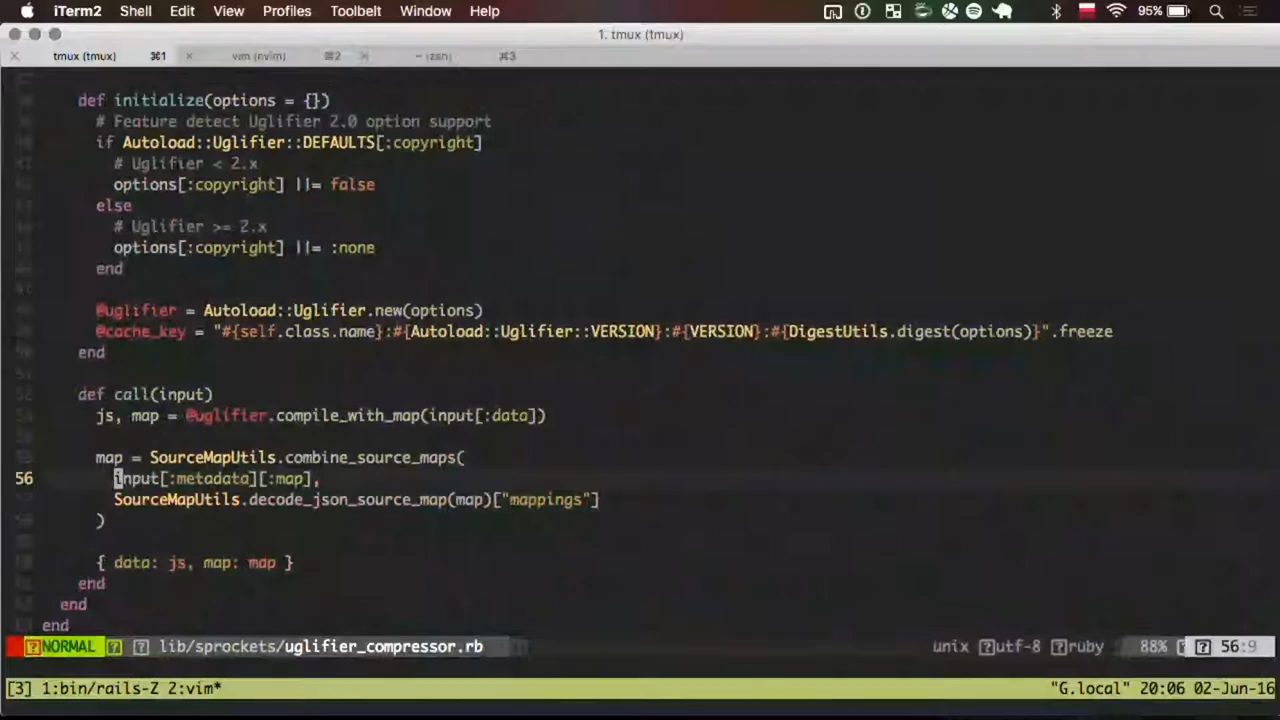 iTerm2 Shell Edit View Profiles Toolbelt Window Help 95%
1. tmux (tmux)
tmux (tmux) ⌘1 × vim (nvim) ⌘2 ⌘3
def initialize(options = {})
# Feature detect Uglifier 2.0 option support
if Autoload::Uglifier::DEFAULTS[:copyright]
# Uglifier < 2.x
options[:copyright] ||= false
else
# Uglifier >= 2.x
options[:copyright] ||= :none
end
@uglifier = Autoload::Uglifier.new(options)
@cache_key = "#{self.class.name}:#{Autoload::Uglifier::VERSION}:#{VERSION}:#{DigestUtils.digest(options)}".freeze
end
def call(input)
js, map = @uglifier.compile_with_map(input[:data])
map = SourceMapUtils.combine_source_maps(
56 input[:metadata][:map],
SourceMapUtils.decode_json_source_map(map)["mappings"]
)
{ data: js, map: map }
end
end
end
NORMAL lib/sprockets/uglifier_compressor.rb unix utf-8 ruby 88% 56:9
[3] 1:bin/rails-Z 2:vim* "G.local" 20:06 02-Jun-16